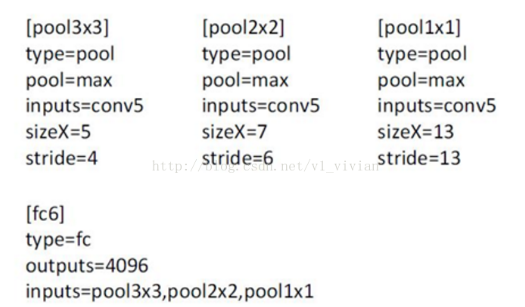 [pool3x3]
type=pool
pool=max
inputs=conv5
sizeX=5
stride=4
[pool2x2]
type=pool
pool=max
inputs=conv5
sizeX=7
stride=6
[pool1x1]
type=pool
pool=max
inputs=conv5
sizeX=13
stride=13
http://blog.csdn.net/v1_vivian
[fc6]
type=fc
outputs=4096
inputs=pool3x3,pool2x2,pool1x1